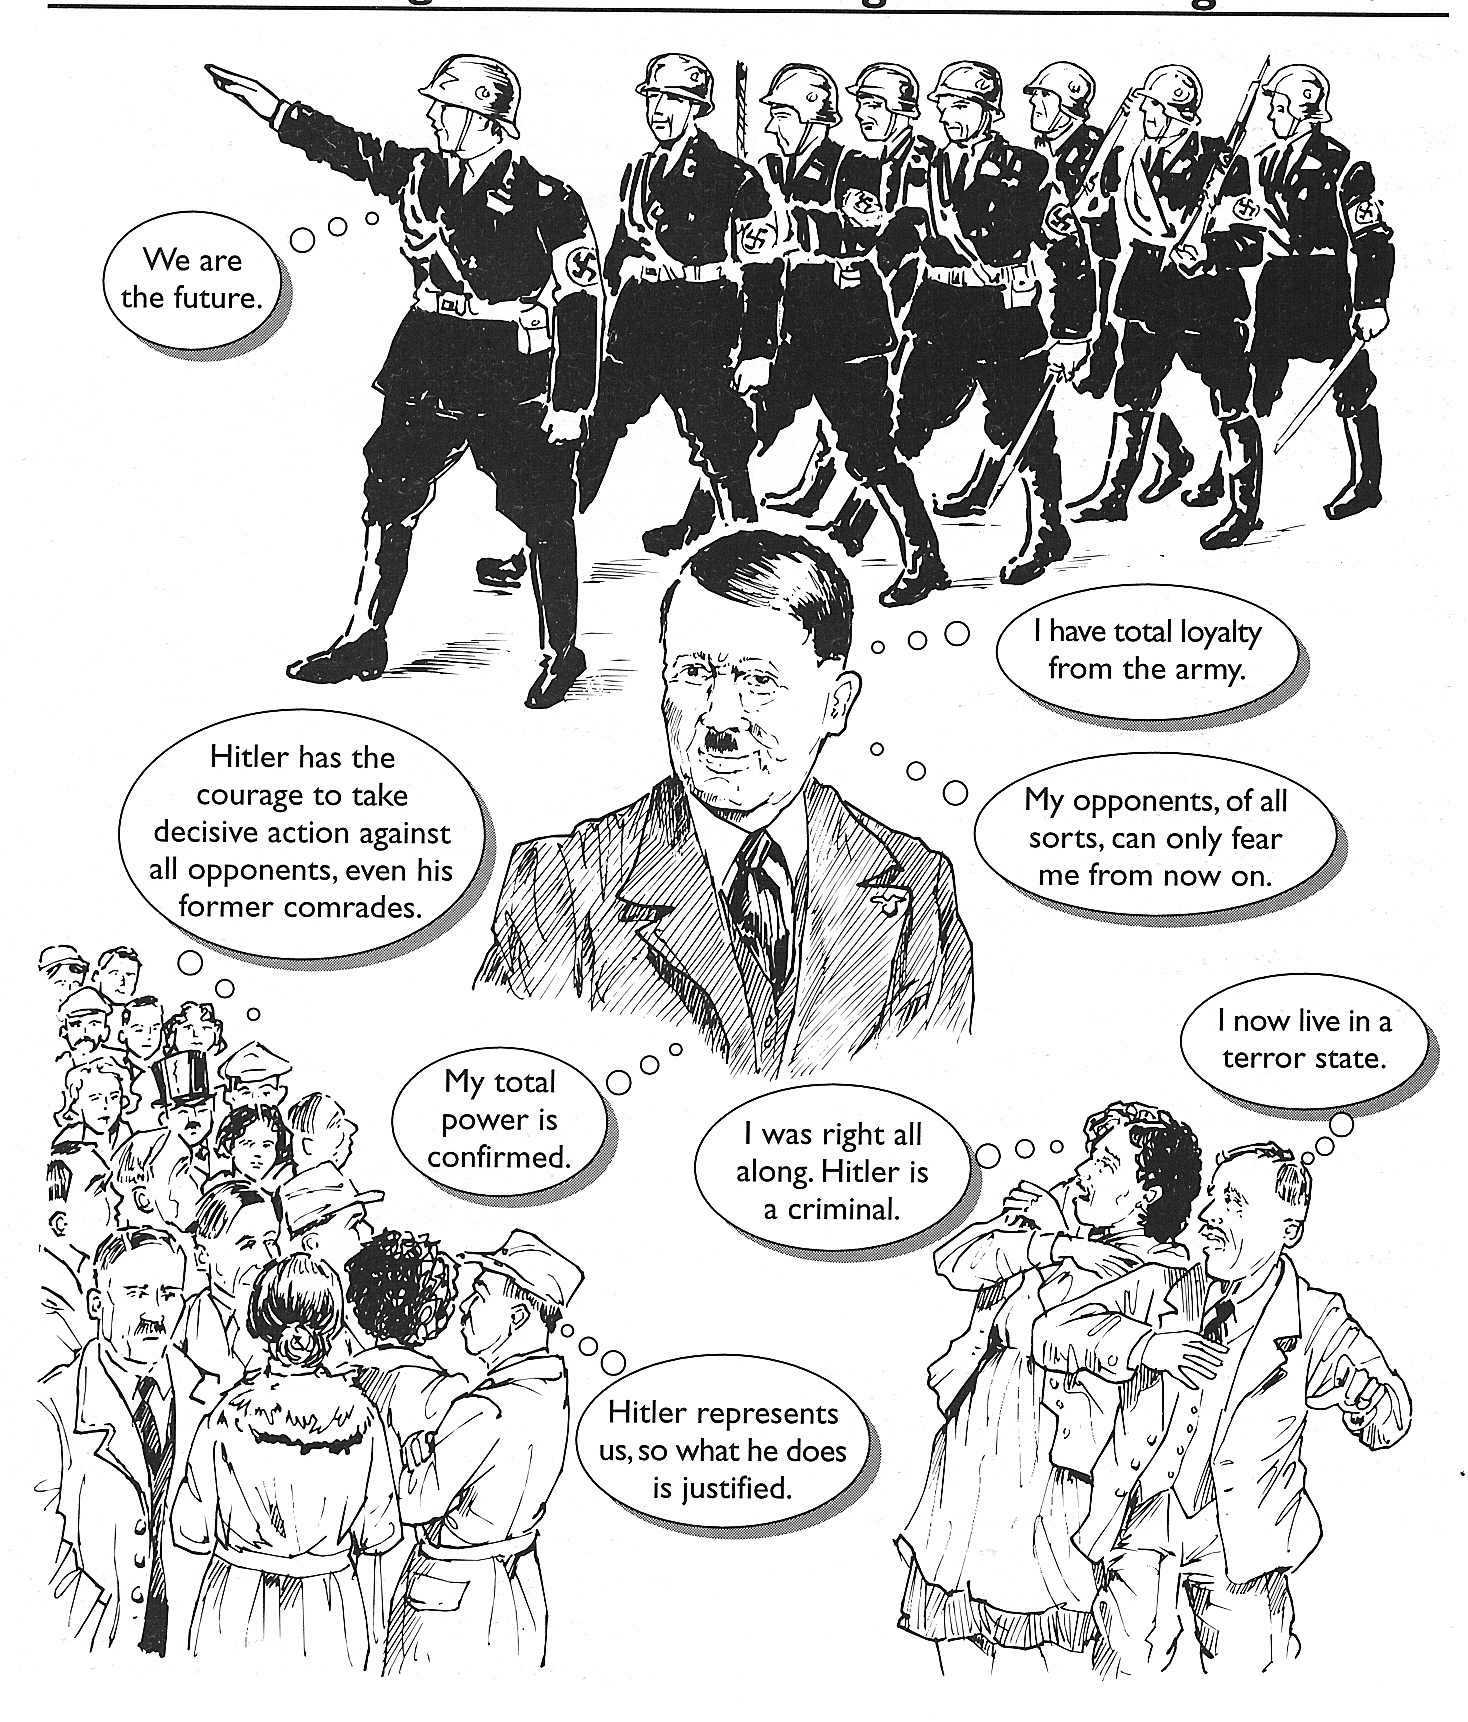 We are
the future.
I have total loyalty
from the army.
Hitler has the
courage to take
decisive action against
all opponents, even his
former comrades.
My opponents, of all
sorts, can only fear
me from now on.
I now live in a
terror state.
My total
power is
confirmed.
I was right all
along. Hitler is
a criminal.
Hitler represents
us, so what he does
is justified.